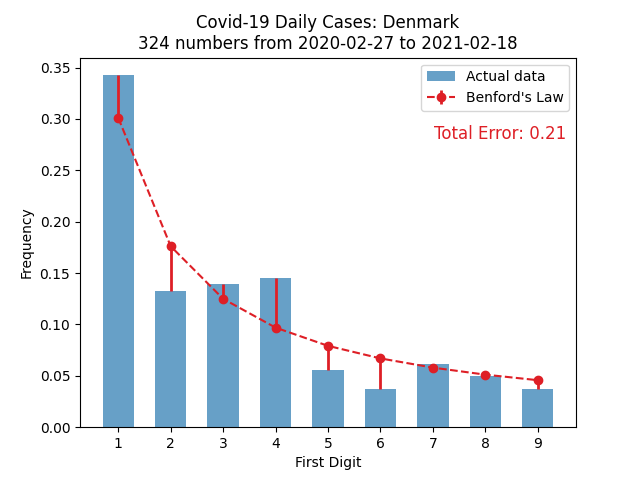 Covid-19 Daily Cases: Denmark
324 numbers from 2020-02-27 to 2021-02-18
Actual data
Benford's Law
Total Error: 0.21
Frequency
0.35
0.30
0.25
0.20
0.15
0.10
0.05
0.00
1 2 3 4 5 6 7 8 9
First Digit